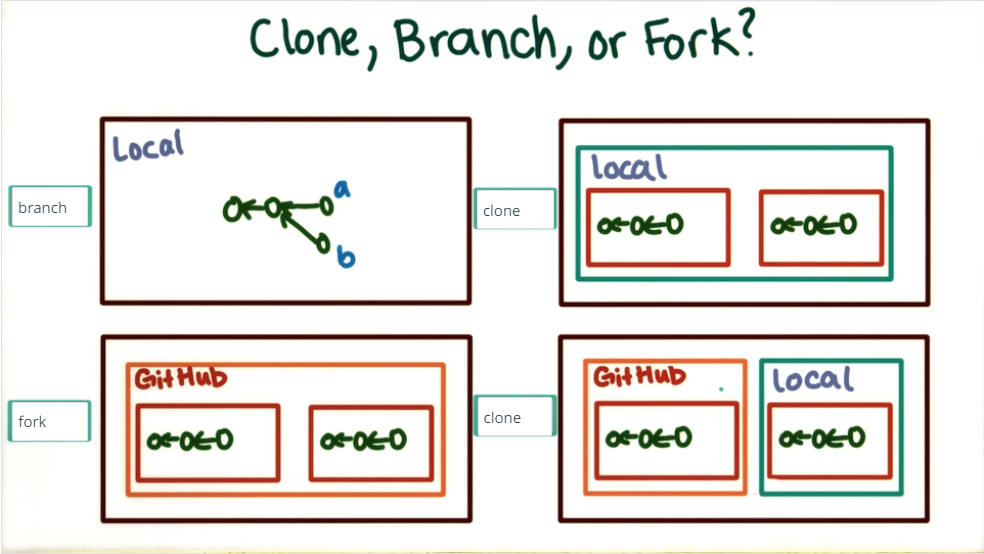 Clone, Branch, or Fork?
branch
Local
a
b
clone
local
fork
GitHub
clone
GitHub
local